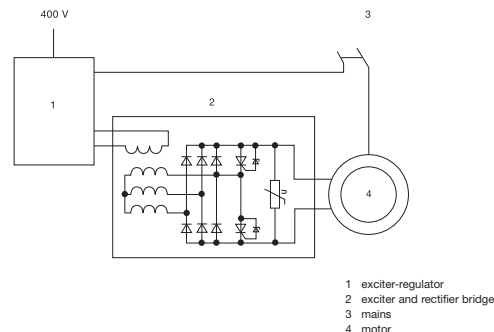 400 V
3
1
2
U
4
1 exciter-regulator
2 exciter and rectifier bridge
3 mains
4 motor